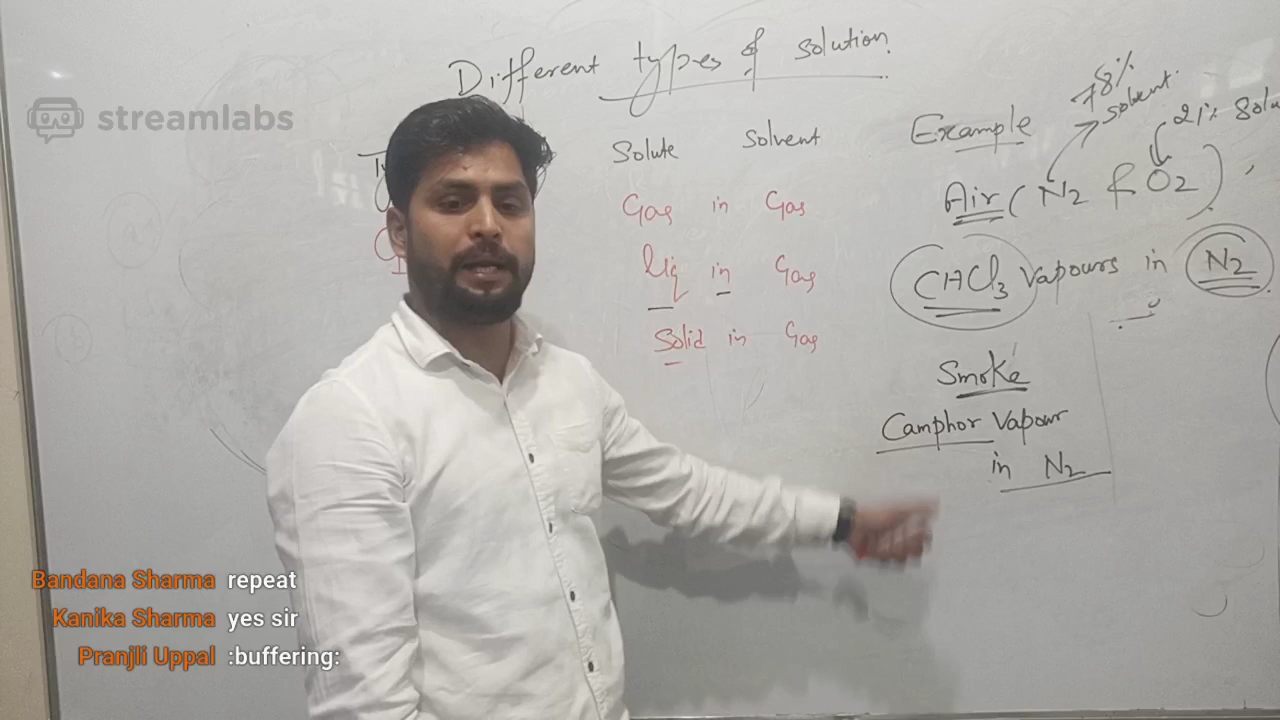 Different types of solution
streamlabs
78%
solvent
21%
Solute Solvent
Example
Air ( N2 & O2 ) ,
Gas in Gas
Liq in Gas
CHCl3 Vapours in N2
Solid in Gas
Smoke
Camphor Vapour
in N2
Bandana Sharma repeat
Kanika Sharma yes sir
Pranjli Uppal :buffering: